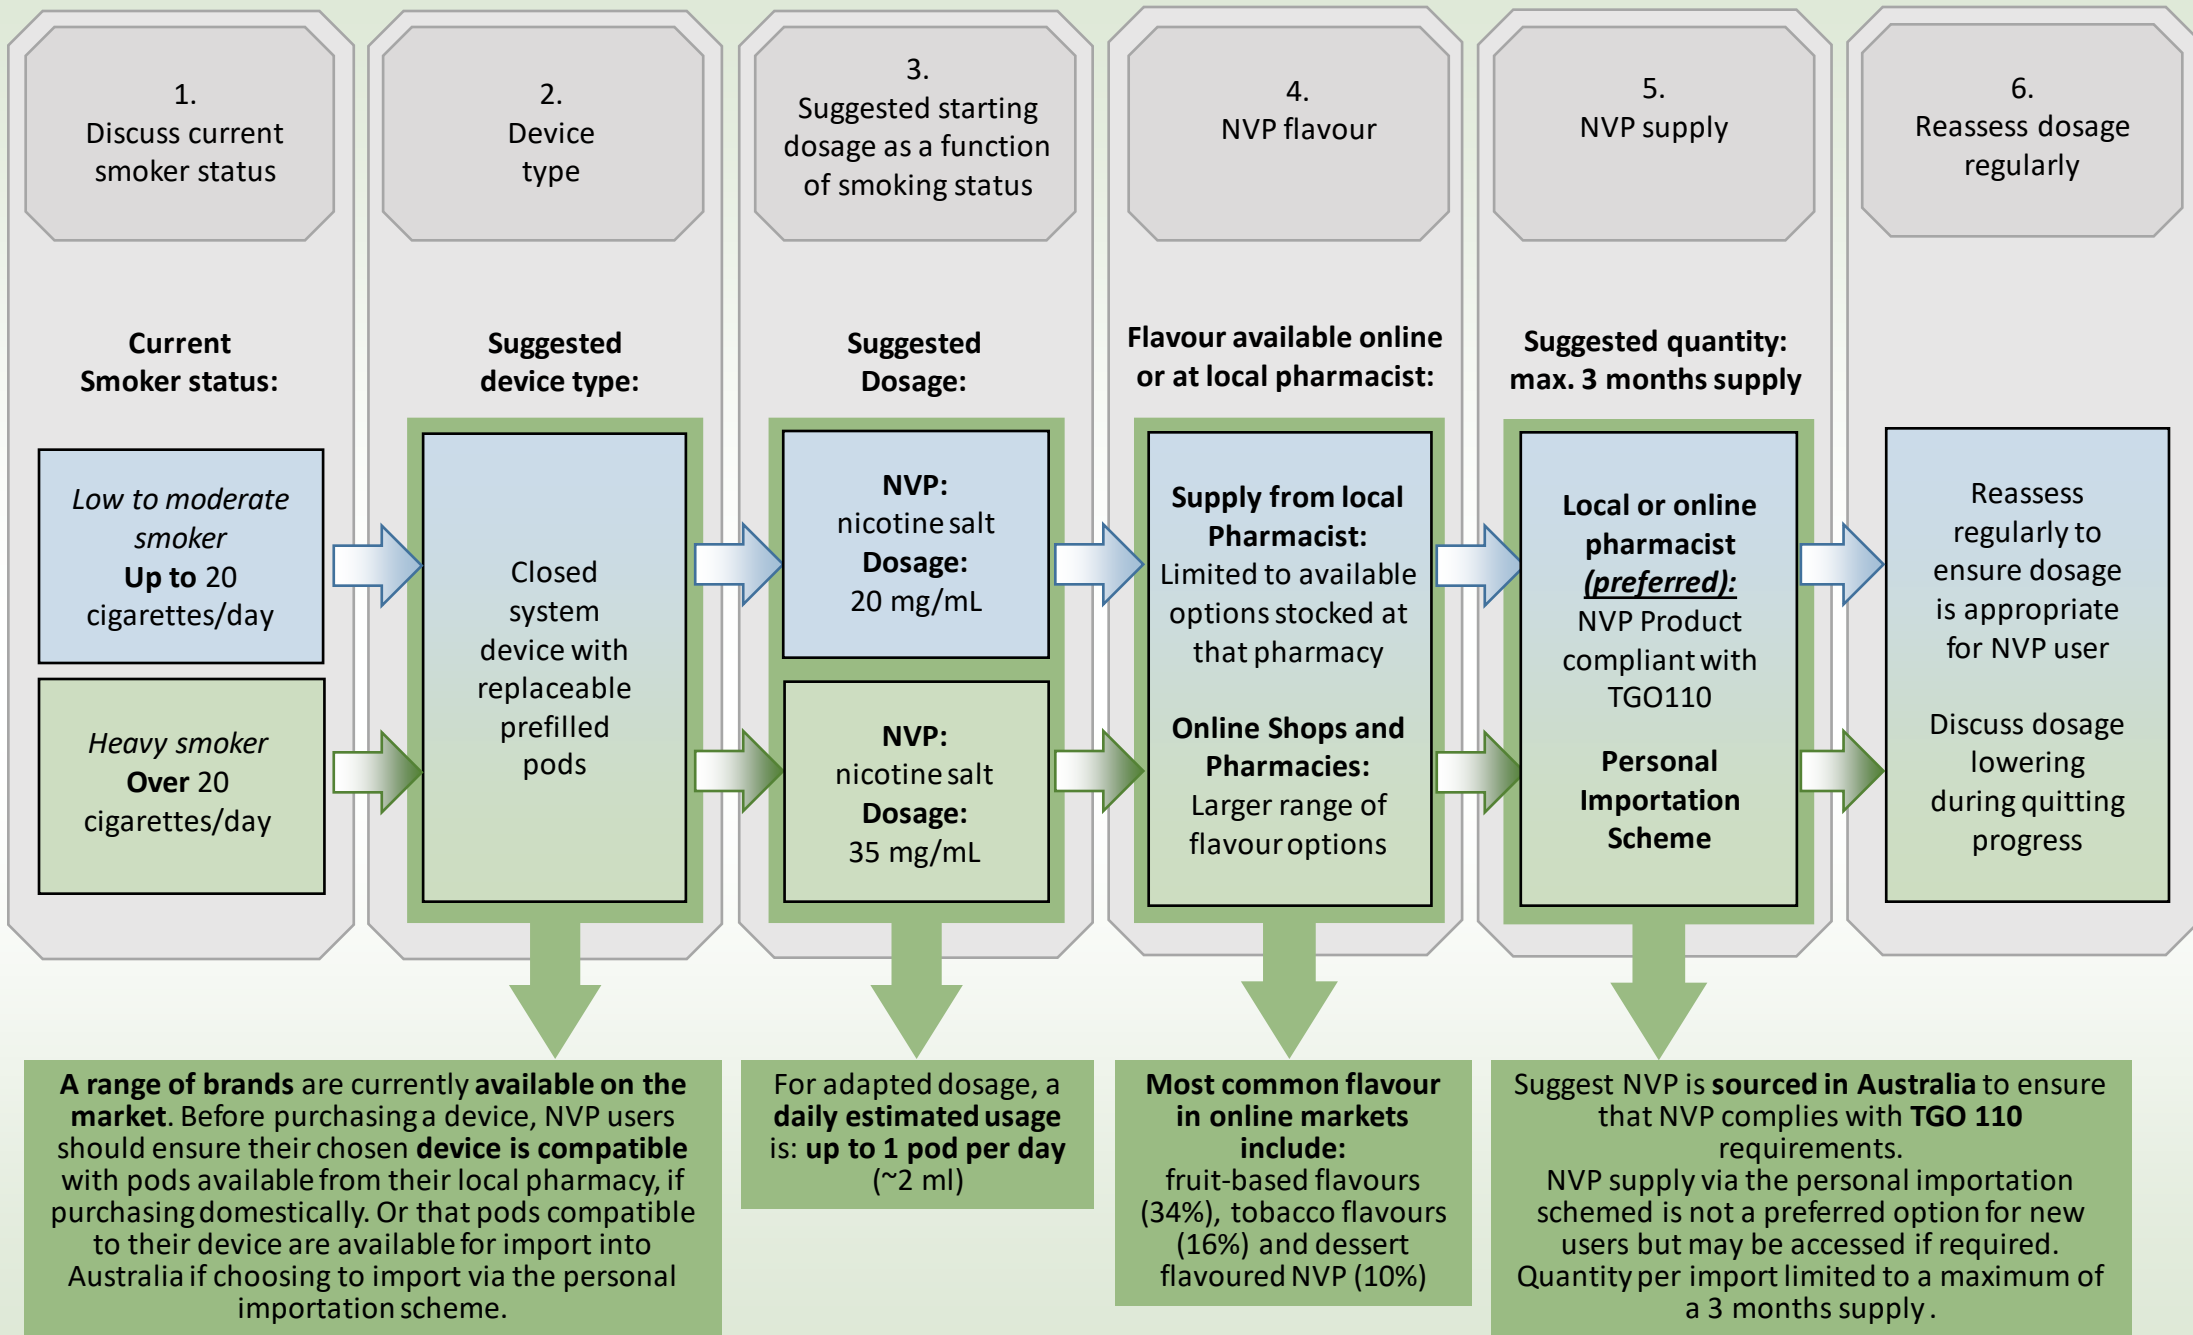 1.
Discuss current
smoker status
2.
Device
type
3.
Suggested starting
dosage as a function
of smoking status
4.
NVP flavour
5.
NVP supply
6.
Reassess dosage
regularly
Current
Smoker status:
Suggested
device type:
Suggested
Dosage:
Flavour available online
or at local pharmacist:
Suggested quantity:
max. 3 months supply
Low to moderate
smoker
Up to 20
cigarettes/day
Heavy smoker
Over 20
cigarettes/day
Closed
system
device with
replaceable
prefilled
pods
NVP:
nicotine salt
Dosage:
20 mg/mL
NVP:
nicotine salt
Dosage:
35 mg/mL
Supply from local
Pharmacist:
Limited to available
options stocked at
that pharmacy
Online Shops and
Pharmacies:
Larger range of
flavour options
Local or online
pharmacist
(preferred):
NVP Product
compliant with
TGO110
Personal
Importation
Scheme
Reassess
regularly to
ensure dosage
is appropriate
for NVP user
Discuss dosage
lowering
during quitting
progress
A range of brands are currently available on the
market. Before purchasing a device, NVP users
should ensure their chosen device is compatible
with pods available from their local pharmacy, if
purchasing domestically. Or that pods compatible
to their device are available for import into
Australia if choosing to import via the personal
importation scheme.
For adapted dosage, a
daily estimated usage
is: up to 1 pod per day
(~2 ml)
Most common flavour
in online markets
include:
fruit-based flavours
(34%), tobacco flavours
(16%) and dessert
flavoured NVP (10%)
Suggest NVP is sourced in Australia to ensure
that NVP complies with TGO 110
requirements.
NVP supply via the personal importation
schemed is not a preferred option for new
users but may be accessed if required.
Quantity per import limited to a maximum of
a 3 months supply .